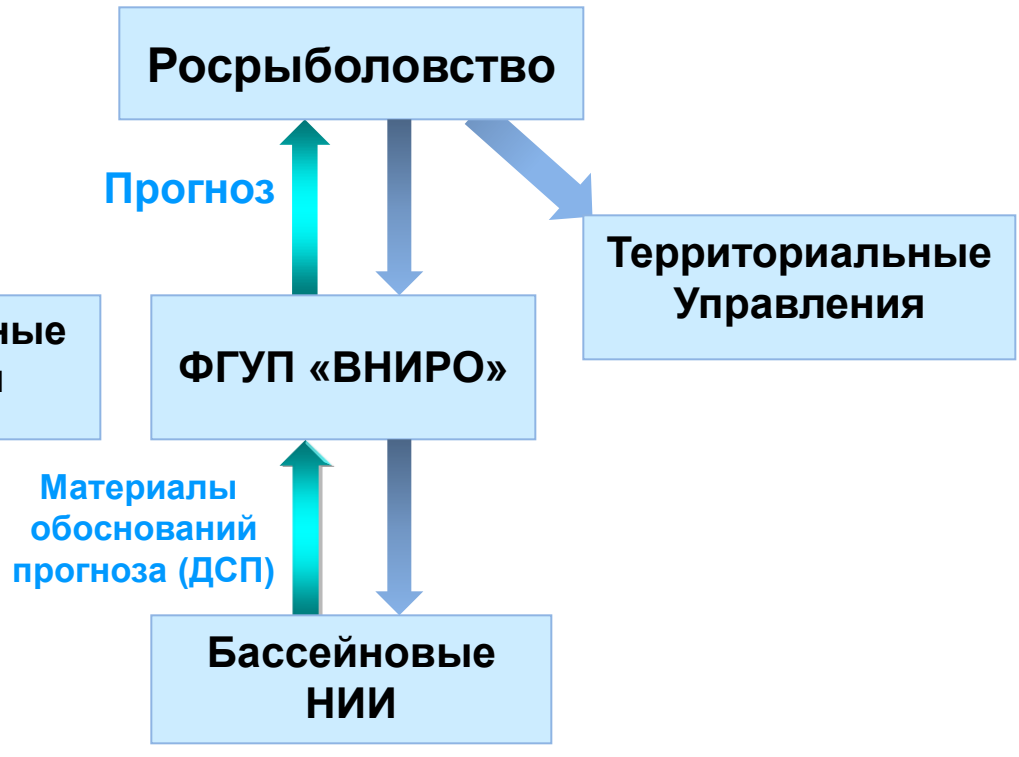 Росрыболовство
Прогноз
Территориальные
Управления
ФГУП «ВНИРО»
Материалы
обоснований
прогноза (ДСП)
Бассейновые
НИИ